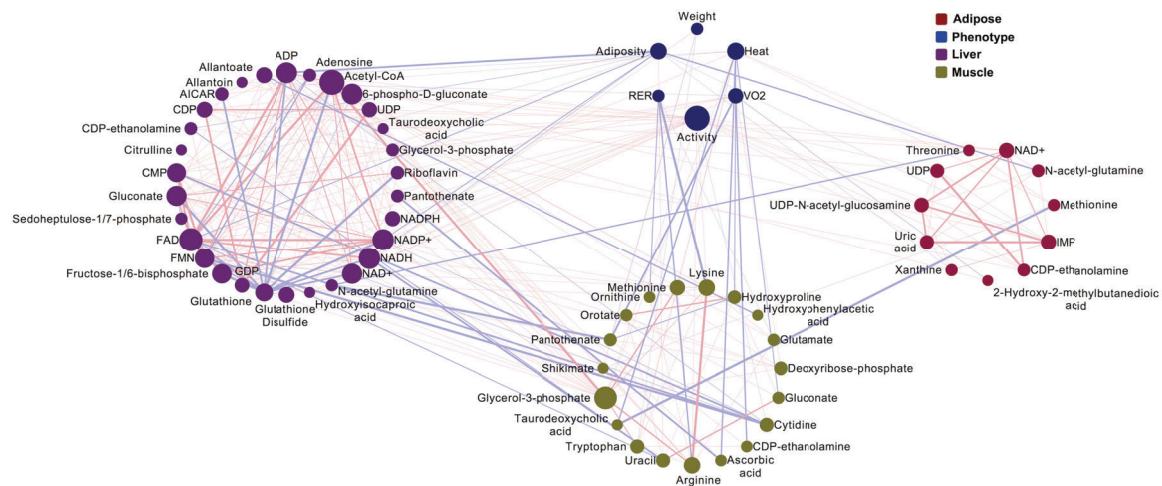 Weight
Adiposity
Heat
RER
VO2
Activity
Adipose
Phenotype
Liver
Muscle
ADP
Adenosine
Acetyl-CoA
6-phospho-D-gluconate
UDP
Taurodeoxycholic
acid
Glycerol-3-phosphate
Riboflavin
Pantothenate
NADPH
NADP+
NADH
NAD+
N-acetyl-glutamine
Hydroxyisocaproic
acid
Glutathione
Disulfide
GDP
Glutathione
Fructose-1/6-bisphosphate
FMN
FAD
Sedoheptulose-1/7-phosphate
Gluconate
CMP
Citrulline
CDP-ethanolamine
CDP
AICAR
Allantoin
Allantoate
Threonine
NAD+
N-acetyl-glutamine
UDP
Methionine
UDP-N-acetyl-glucosamine
Uric
acid
IMP
CDP-ethanolamine
Xanthine
2-Hydroxy-2-methylbutanedioic
acid
Lysine
Methionine
Ornithine
Hydroxyproline
Hydroxyphenylacetic
acid
Orotate
Glutamate
Pantothenate
Deoxyribose-phosphate
Shikimate
Gluconate
Glycerol-3-phosphate
Cytidine
Taurodeoxycholic
acid
CDP-ethanolamine
Tryptophan
Ascorbic
acid
Uracil
Arginine